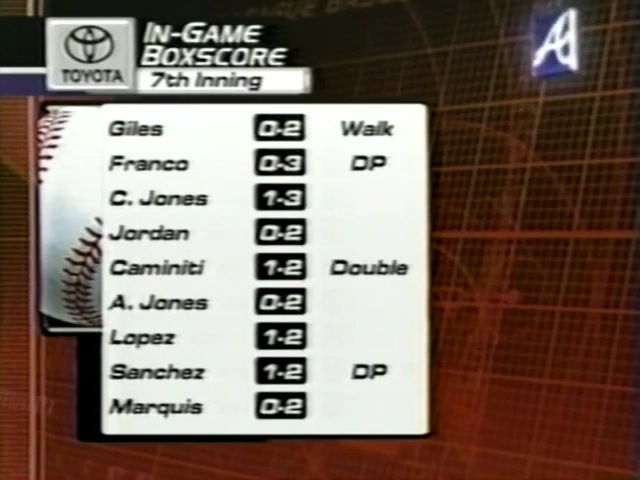 IN-GAME
BOXSCORE
TOYOTA
7th Inning
Giles 0-2 Walk
Franco 0-3 DP
C. Jones 1-3
Jordan 0-2
Caminiti 1-2 Double
A. Jones 0-2
Lopez 1-2
Sanchez 1-2 DP
Marquis 0-2
A